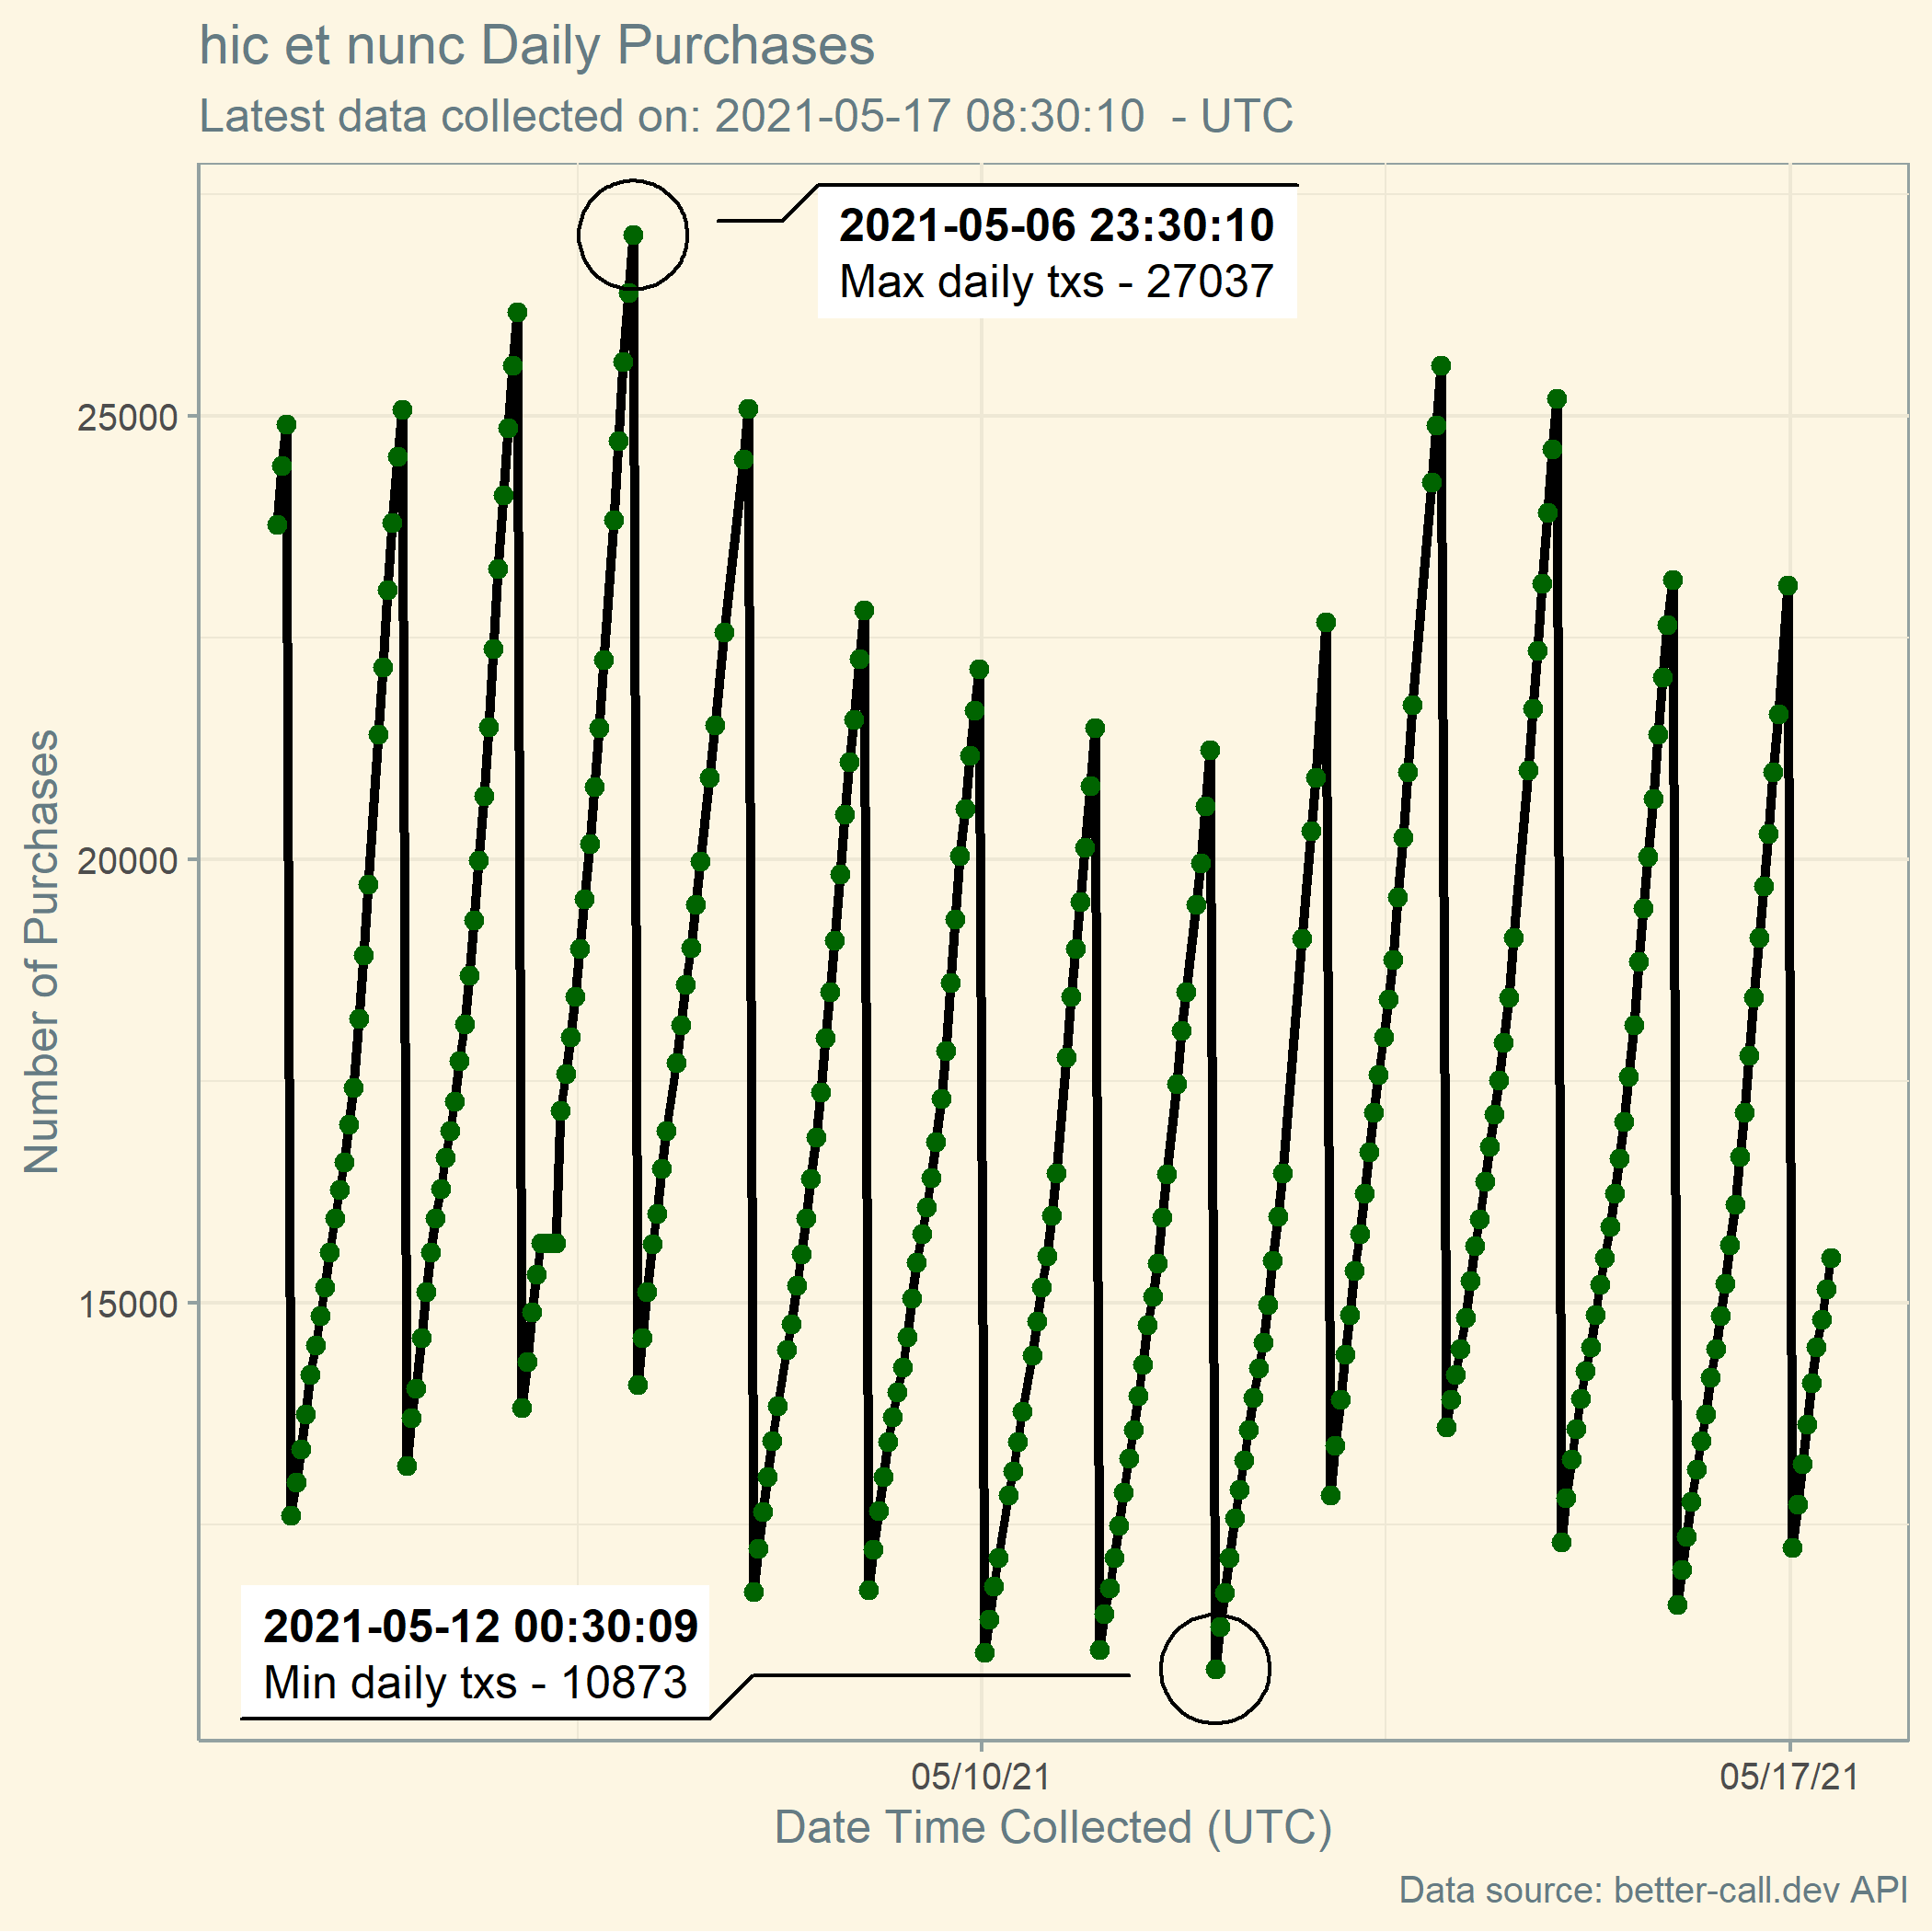 hic et nunc Daily Purchases
Latest data collected on: 2021-05-17 08:30:10  - UTC
2021-05-06 23:30:10
Max daily txs - 27037
25000
20000
15000
Number of Purchases
2021-05-12 00:30:09
Min daily txs - 10873
05/10/21
05/17/21
Date Time Collected (UTC)
Data source: better-call.dev API